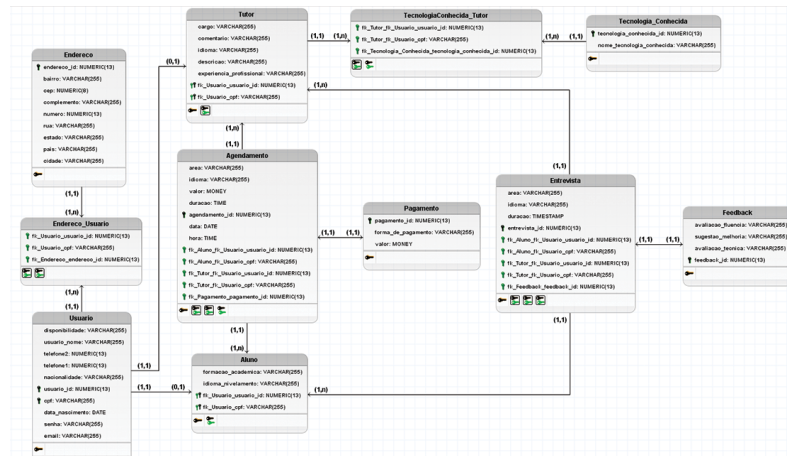 Tutor
cargo: VARCHAR(255)
comentario: VARCHAR(255)
idioma: VARCHAR(255)
descricao: VARCHAR(255)
experiencia_profissional: VARCHAR(255)
fk_Usuario_usuario_id: NUMERIC(13)
fk_Usuario_cpf: VARCHAR(255)
(1,1)
(1,n)
TecnologiaConhecida_Tutor
fk_Tutor_fk_Usuario_usuario_id: NUMERIC(13)
fk_Tutor_fk_Usuario_cpf: VARCHAR(255)
fk_Tecnologia_Conhecida_tecnologia_conhecida_id: NUMERIC(13)
(1,n)
(1,1)
Tecnologia_Conhecida
tecnologia_conhecida_id: NUMERIC(13)
nome_tecnologia_conhecida: VARCHAR(255)
Endereco
endereco_id: NUMERIC(13)
bairro: VARCHAR(255)
cep: NUMERIC(8)
complemento: VARCHAR(255)
numero: NUMERIC(13)
rua: VARCHAR(255)
estado: VARCHAR(255)
pais: VARCHAR(255)
cidade: VARCHAR(255)
(0,1)
(1,n)
(1,n)
(1,1)
(1,1)
(1,1)
(1,n)
Agendamento
area: VARCHAR(255)
idioma: VARCHAR(255)
valor: MONEY
duracao: TIME
agendamento_id: NUMERIC(13)
data: DATE
hora: TIME
fk_Aluno_fk_Usuario_usuario_id: NUMERIC(13)
fk_Aluno_fk_Usuario_cpf: VARCHAR(255)
fk_Tutor_fk_Usuario_usuario_id: NUMERIC(13)
fk_Tutor_fk_Usuario_cpf: VARCHAR(255)
fk_Pagamento_pagamento_id: NUMERIC(13)
(1,1)
(1,1)
Pagamento
pagamento_id: NUMERIC(13)
forma_de_pagamento: VARCHAR(255)
valor: MONEY
Entrevista
area: VARCHAR(255)
idioma: VARCHAR(255)
duracao: TIMESTAMP
entrevista_id: NUMERIC(13)
fk_Aluno_fk_Usuario_usuario_id: NUMERIC(13)
fk_Aluno_fk_Usuario_cpf: VARCHAR(255)
fk_Tutor_fk_Usuario_usuario_id: NUMERIC(13)
fk_Tutor_fk_Usuario_cpf: VARCHAR(255)
fk_Feedback_feedback_id: NUMERIC(13)
(1,1)
(1,1)
Feedback
avaliacao_fluencia: VARCHAR(255)
sugestao_melhoria: VARCHAR(255)
avaliacao_tecnica: VARCHAR(255)
feedback_id: NUMERIC(13)
Endereco_Usuario
fk_Usuario_usuario_id: NUMERIC(13)
fk_Usuario_cpf: VARCHAR(255)
fk_Endereco_endereco_id: NUMERIC(13)
(1,n)
(1,1)
Usuario
disponibilidade: VARCHAR(255)
usuario_nome: VARCHAR(255)
telefone2: NUMERIC(13)
telefone1: NUMERIC(13)
nacionalidade: VARCHAR(255)
usuario_id: NUMERIC(13)
cpf: VARCHAR(255)
data_nascimento: DATE
senha: VARCHAR(255)
email: VARCHAR(255)
(1,1)
(1,1)
(0,1)
(1,1)
(1,n)
Aluno
formacao_academica: VARCHAR(255)
idioma_nivelamento: VARCHAR(255)
fk_Usuario_usuario_id: NUMERIC(13)
fk_Usuario_cpf: VARCHAR(255)
(1,1)
(1,n)